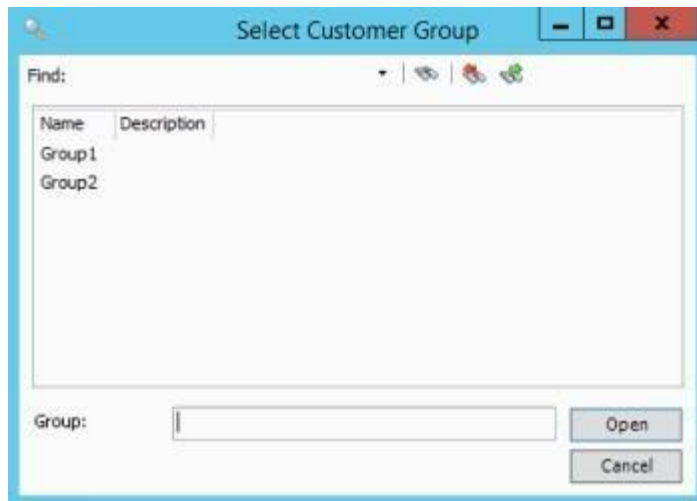 Select Customer Group
Find:
Name Description
Group1
Group2
Group:
Open
Cancel